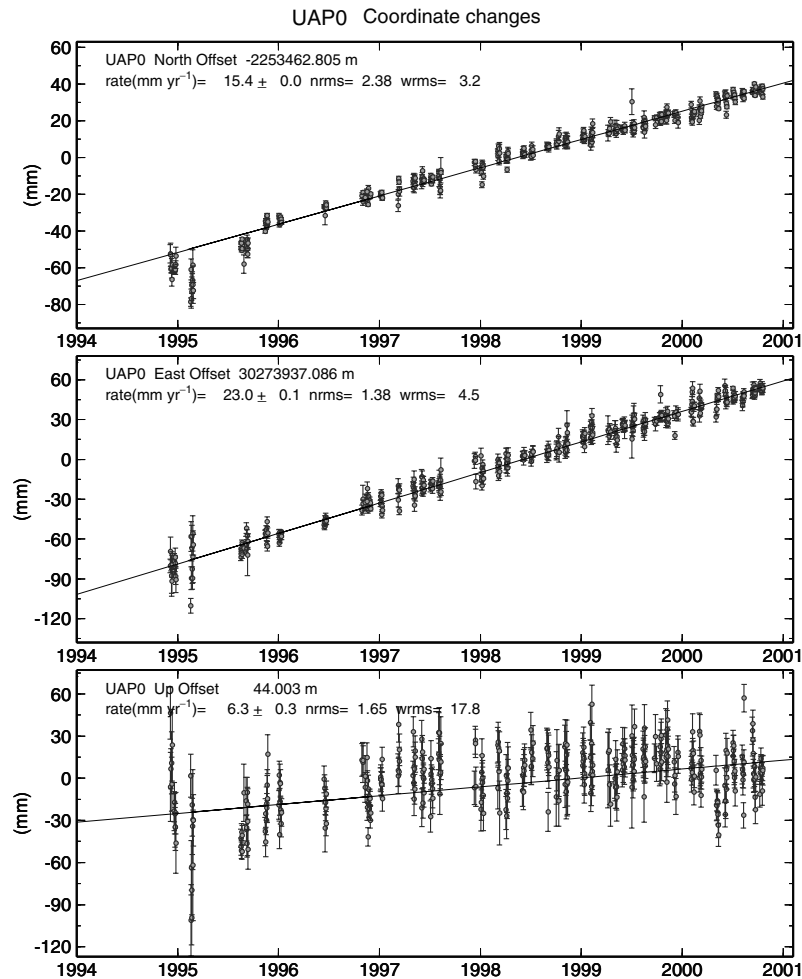 UAP0 Coordinate changes
UAP0 North Offset -2253462.805 m
rate(mm yr⁻¹)= 15.4 ± 0.0 nrms= 2.38 wrms= 3.2
60
40
20
0
-20
-40
-60
-80
(mm)
1994 1995 1996 1997 1998 1999 2000 2001
UAP0 East Offset 30273937.086 m
rate(mm yr⁻¹)= 23.0 ± 0.1 nrms= 1.38 wrms= 4.5
60
30
0
-30
-60
-90
-120
(mm)
1994 1995 1996 1997 1998 1999 2000 2001
UAP0 Up Offset 44.003 m
rate(mm yr⁻¹)= 6.3 ± 0.3 nrms= 1.65 wrms= 17.8
60
30
0
-30
-60
-90
-120
(mm)
1994 1995 1996 1997 1998 1999 2000 2001